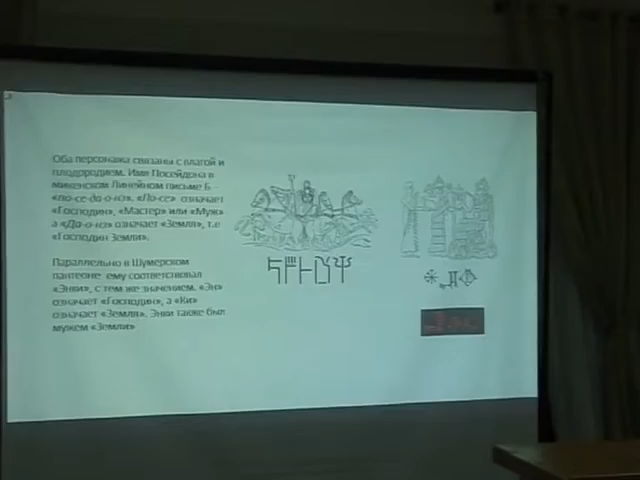 Оба персонажа связаны с влагой и
плодородием. Имя Посейдона в
микенском Линейном письме Б –
«по-се-да-о-нэ». «По-се» означает
«Господин», «Мастер» или «Муж»
а «Да-о-нэ» означает «Земля», т.е
«Господин Земли».
Параллельно в Шумерском
пантеоне ему соответствовал
«Энки», с тем же значением. «Эн»
означает «Господин», а «Ки»
означает «Земля». Энки также был
мужем «Земли»